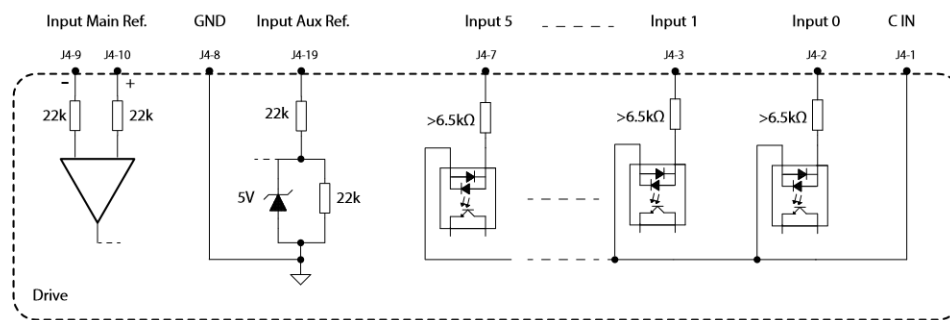 Input Main Ref. GND Input Aux Ref. Input 5 Input 1 Input 0 C IN
J4-9 J4-10 J4-8 J4-19 J4-7 J4-3 J4-2 J4-1
- +
22k 22k 22k >6.5kΩ >6.5kΩ >6.5kΩ
5V 22k
Drive